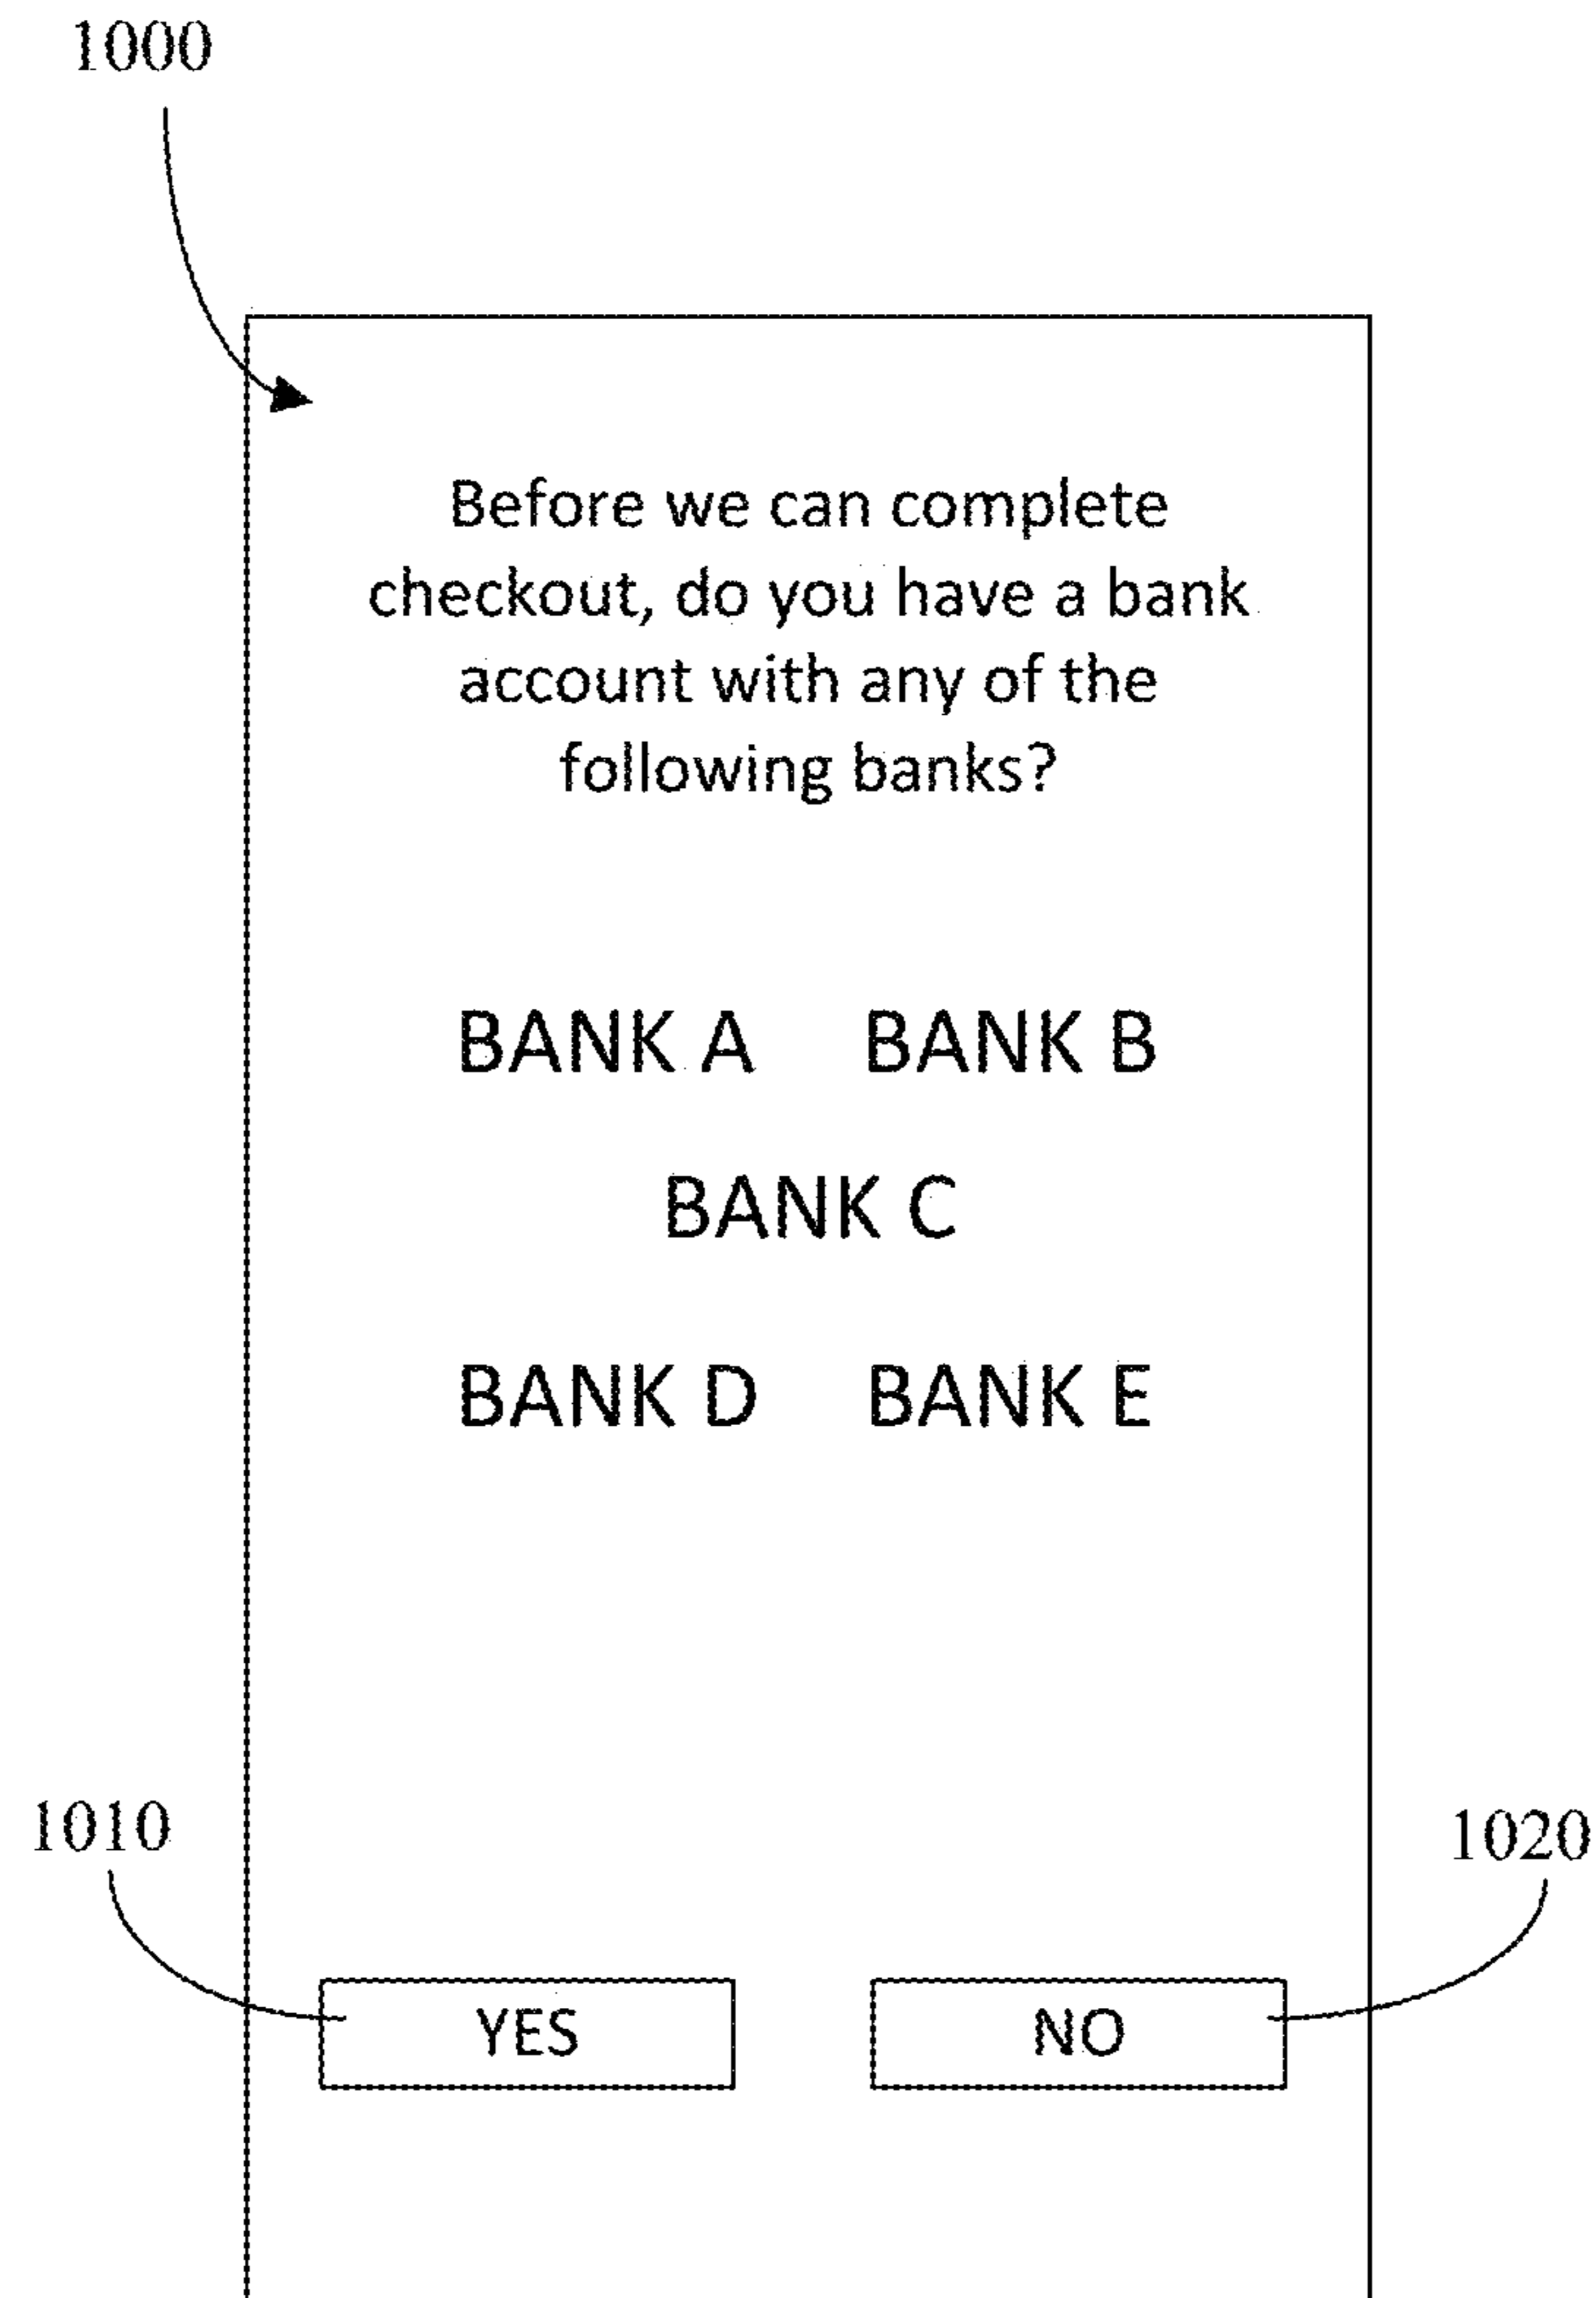 1000
Before we can complete
checkout, do you have a bank
account with any of the
following banks?
BANK A BANK B
BANK C
BANK D BANK E
1010
1020
YES NO